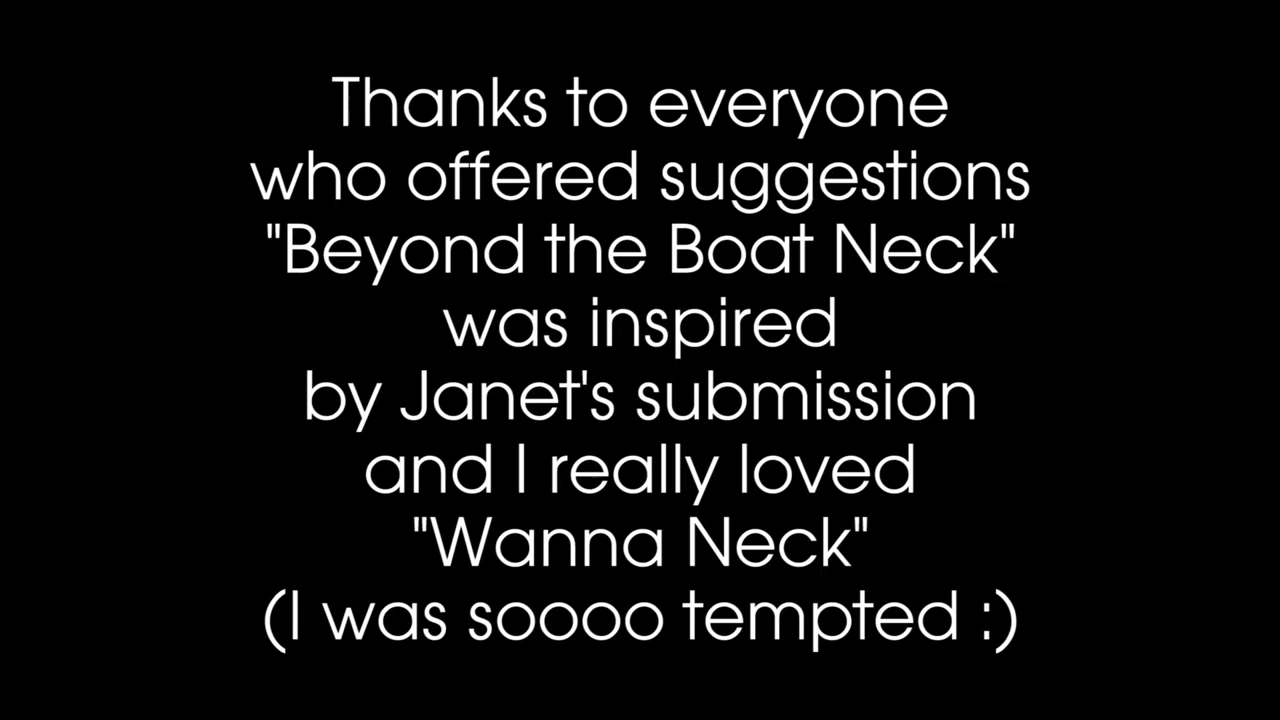 Thanks to everyone
who offered suggestions
"Beyond the Boat Neck"
was inspired
by Janet's submission
and I really loved
"Wanna Neck"
(I was soooo tempted :)